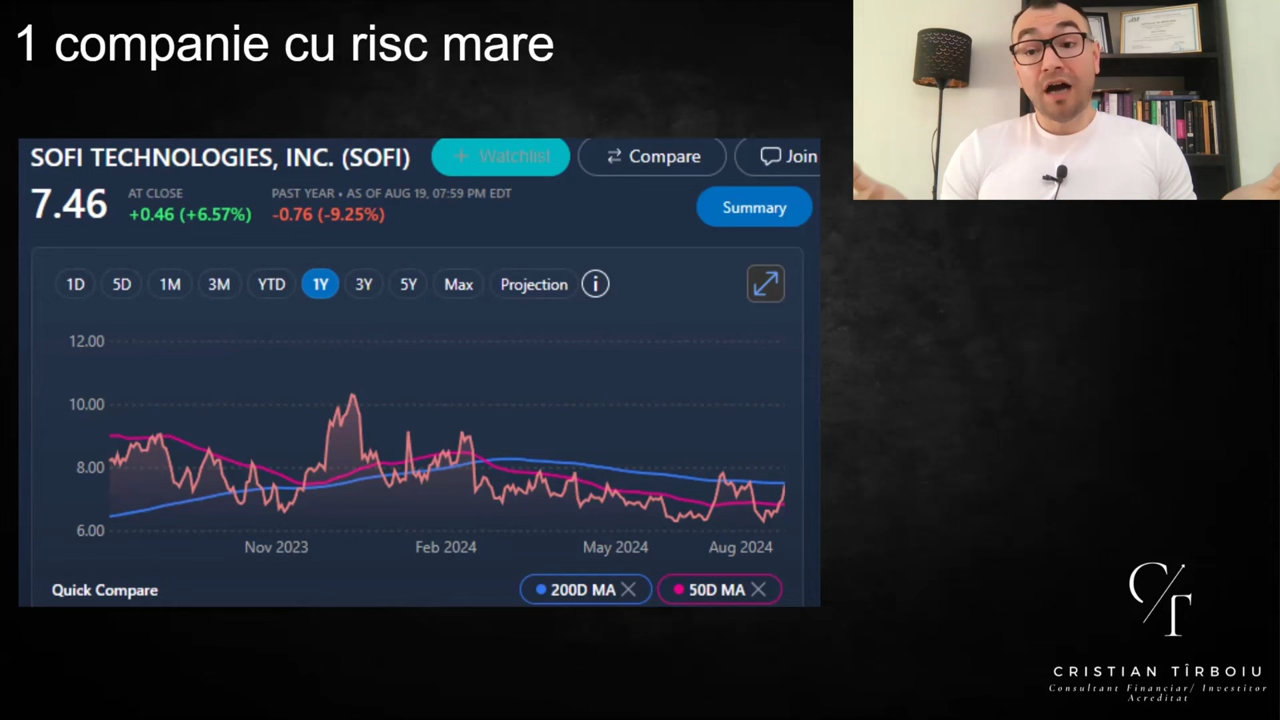 1 companie cu risc mare
SOFI TECHNOLOGIES, INC. (SOFI)
+ Watchlist
Compare
Join
7.46
AT CLOSE
+0.46 (+6.57%)
PAST YEAR • AS OF AUG 19, 07:59 PM EDT
-0.76 (-9.25%)
Summary
1D 5D 1M 3M YTD 1Y 3Y 5Y Max Projection i
12.00
10.00
8.00
6.00
Nov 2023 Feb 2024 May 2024 Aug 2024
Quick Compare
200D MA
50D MA
C/T
CRISTIAN TÎRBOIU
Consultant Financiar/ Investitor
Acreditat